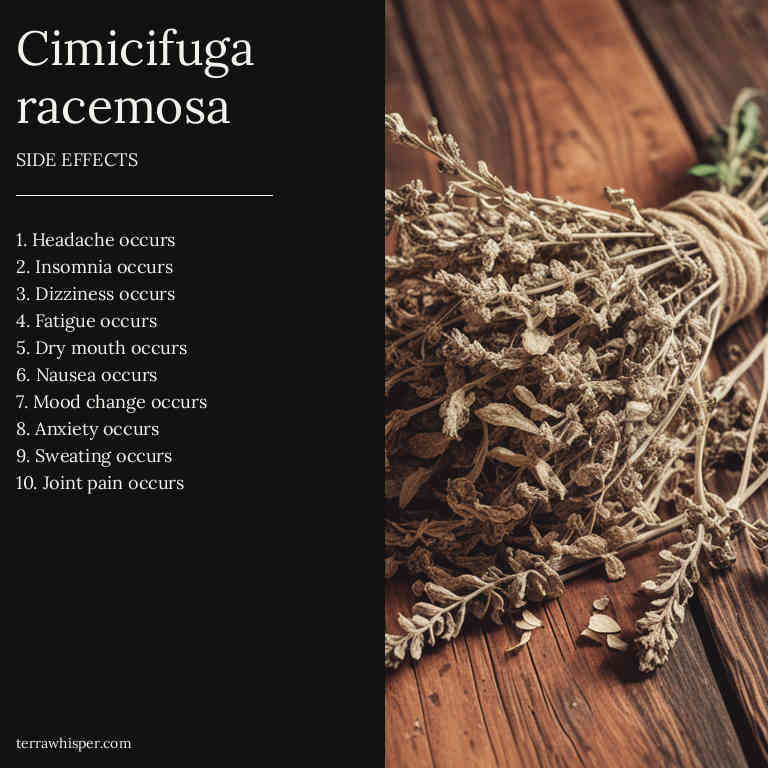 Cimicifuga
racemosa
SIDE EFFECTS
1. Headache occurs
2. Insomnia occurs
3. Dizziness occurs
4. Fatigue occurs
5. Dry mouth occurs
6. Nausea occurs
7. Mood change occurs
8. Anxiety occurs
9. Sweating occurs
10. Joint pain occurs
terrawhisper.com